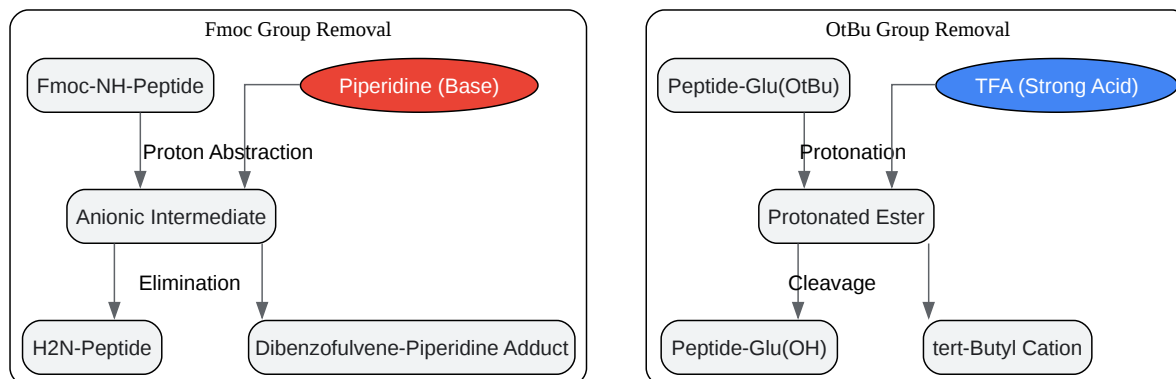 Fmoc Group Removal
Fmoc-NH-Peptide
Piperidine (Base)
Proton Abstraction
Anionic Intermediate
Elimination
H2N-Peptide
Dibenzofulvene-Piperidine Adduct
OtBu Group Removal
Peptide-Glu(OtBu)
TFA (Strong Acid)
Protonation
Protonated Ester
Cleavage
Peptide-Glu(OH)
tert-Butyl Cation